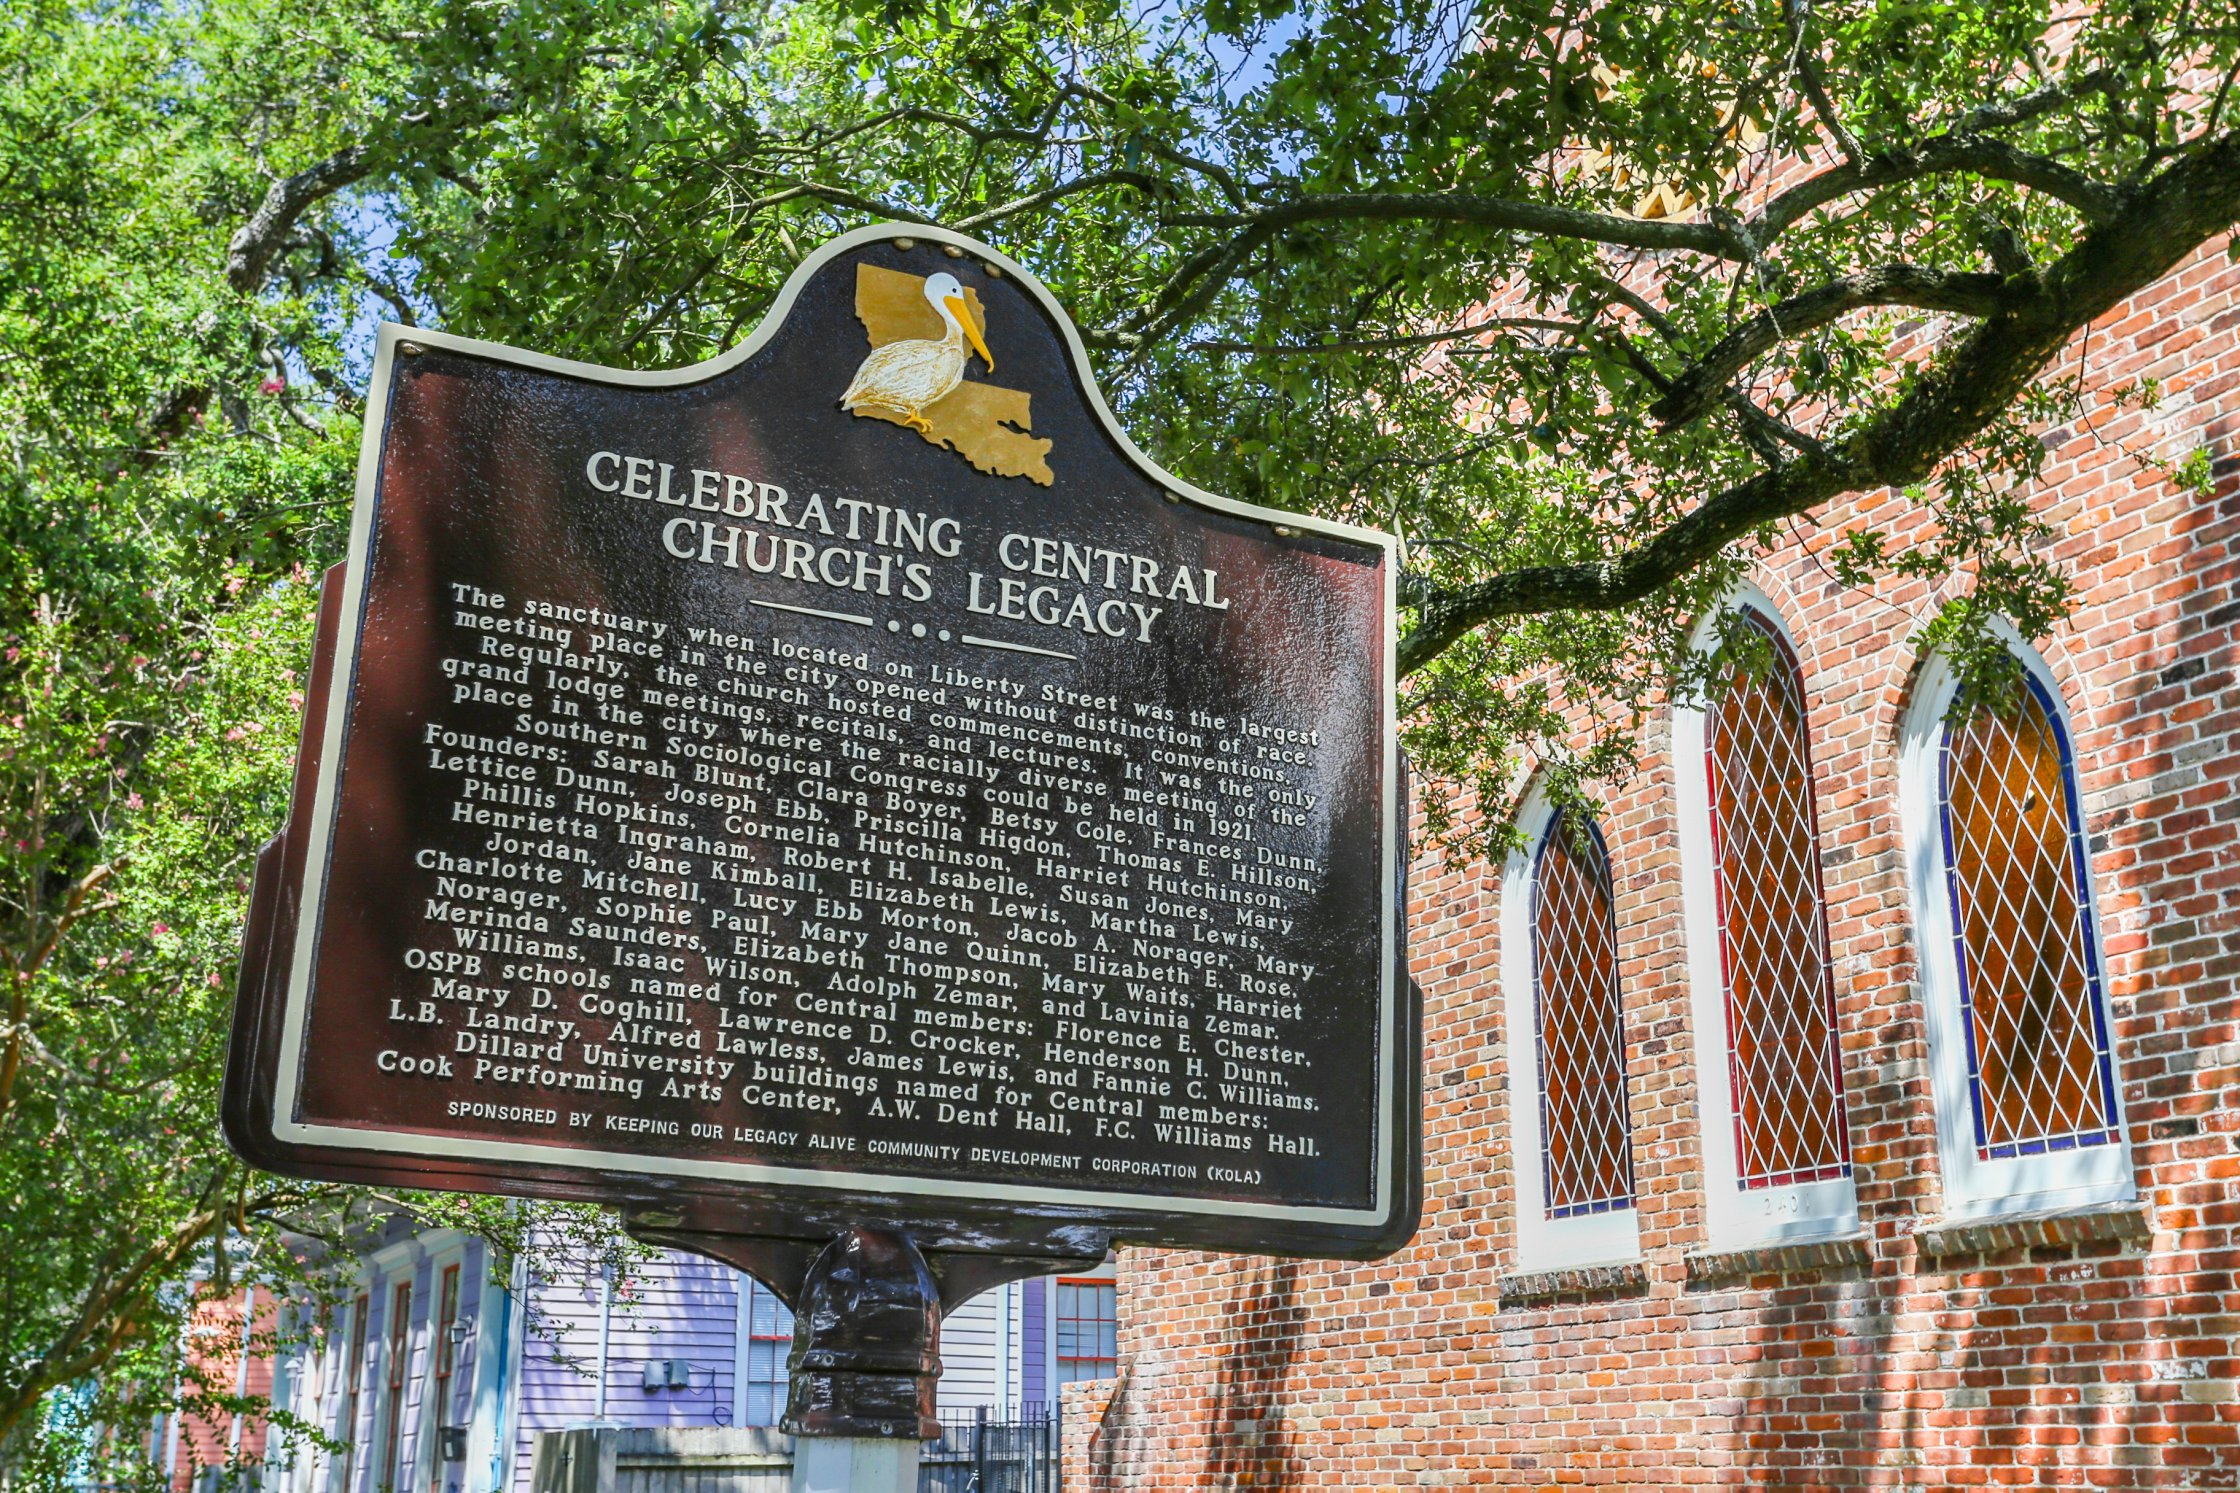 CELEBRATING CENTRAL
CHURCH'S LEGACY
The sanctuary when located on Liberty Street was the largest
meeting place in the city opened without distinction of race.
Regularly, the church hosted commencements, conventions,
grand lodge meetings, recitals, and lectures. It was the only
place in the city where the racially diverse meeting of the
Southern Sociological Congress could be held in 1921.
Founders: Sarah Blunt, Clara Boyer, Betsy Cole, Frances Dunn,
Lettice Dunn, Joseph Ebb, Priscilla Higdon, Thomas E. Hillson,
Phillis Hopkins, Cornelia Hutchinson, Harriet Hutchinson,
Henrietta Ingraham, Robert H. Isabelle, Susan Jones, Mary
Jordan, Jane Kimball, Elizabeth Lewis, Martha Lewis,
Charlotte Mitchell, Lucy Ebb Morton, Jacob A. Norager, Mary
Norager, Sophie Paul, Mary Jane Quinn, Elizabeth E. Rose,
Merinda Saunders, Elizabeth Thompson, Mary Waits, Harriet
Williams, Isaac Wilson, Adolph Zemar, and Lavinia Zemar.
OSPB schools named for Central members: Florence E. Chester,
Mary D. Coghill, Lawrence D. Crocker, Henderson H. Dunn,
L.B. Landry, Alfred Lawless, James Lewis, and Fannie C. Williams.
Dillard University buildings named for Central members:
Cook Performing Arts Center, A.W. Dent Hall, F.C. Williams Hall.
SPONSORED BY KEEPING OUR LEGACY ALIVE COMMUNITY DEVELOPMENT CORPORATION (KOLA)
2401